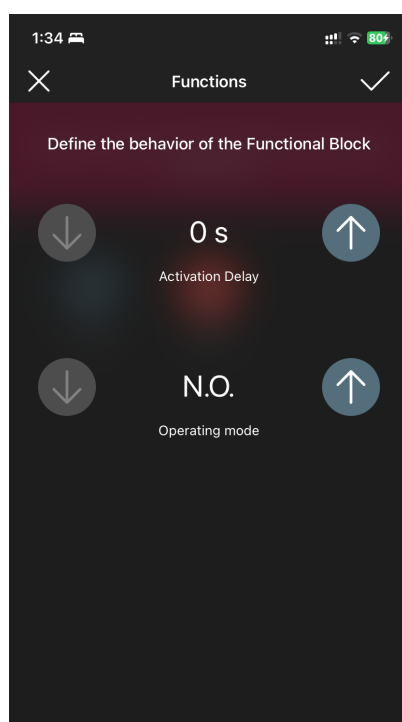 1:34
80
Functions
Define the behavior of the Functional Block
0 s
Activation Delay
N.O.
Operating mode